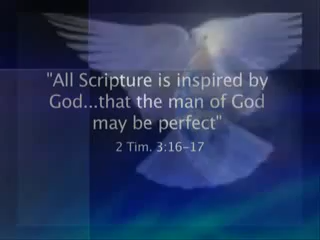 "All Scripture is inspired by
God...that the man of God
may be perfect"
2 Tim. 3:16-17